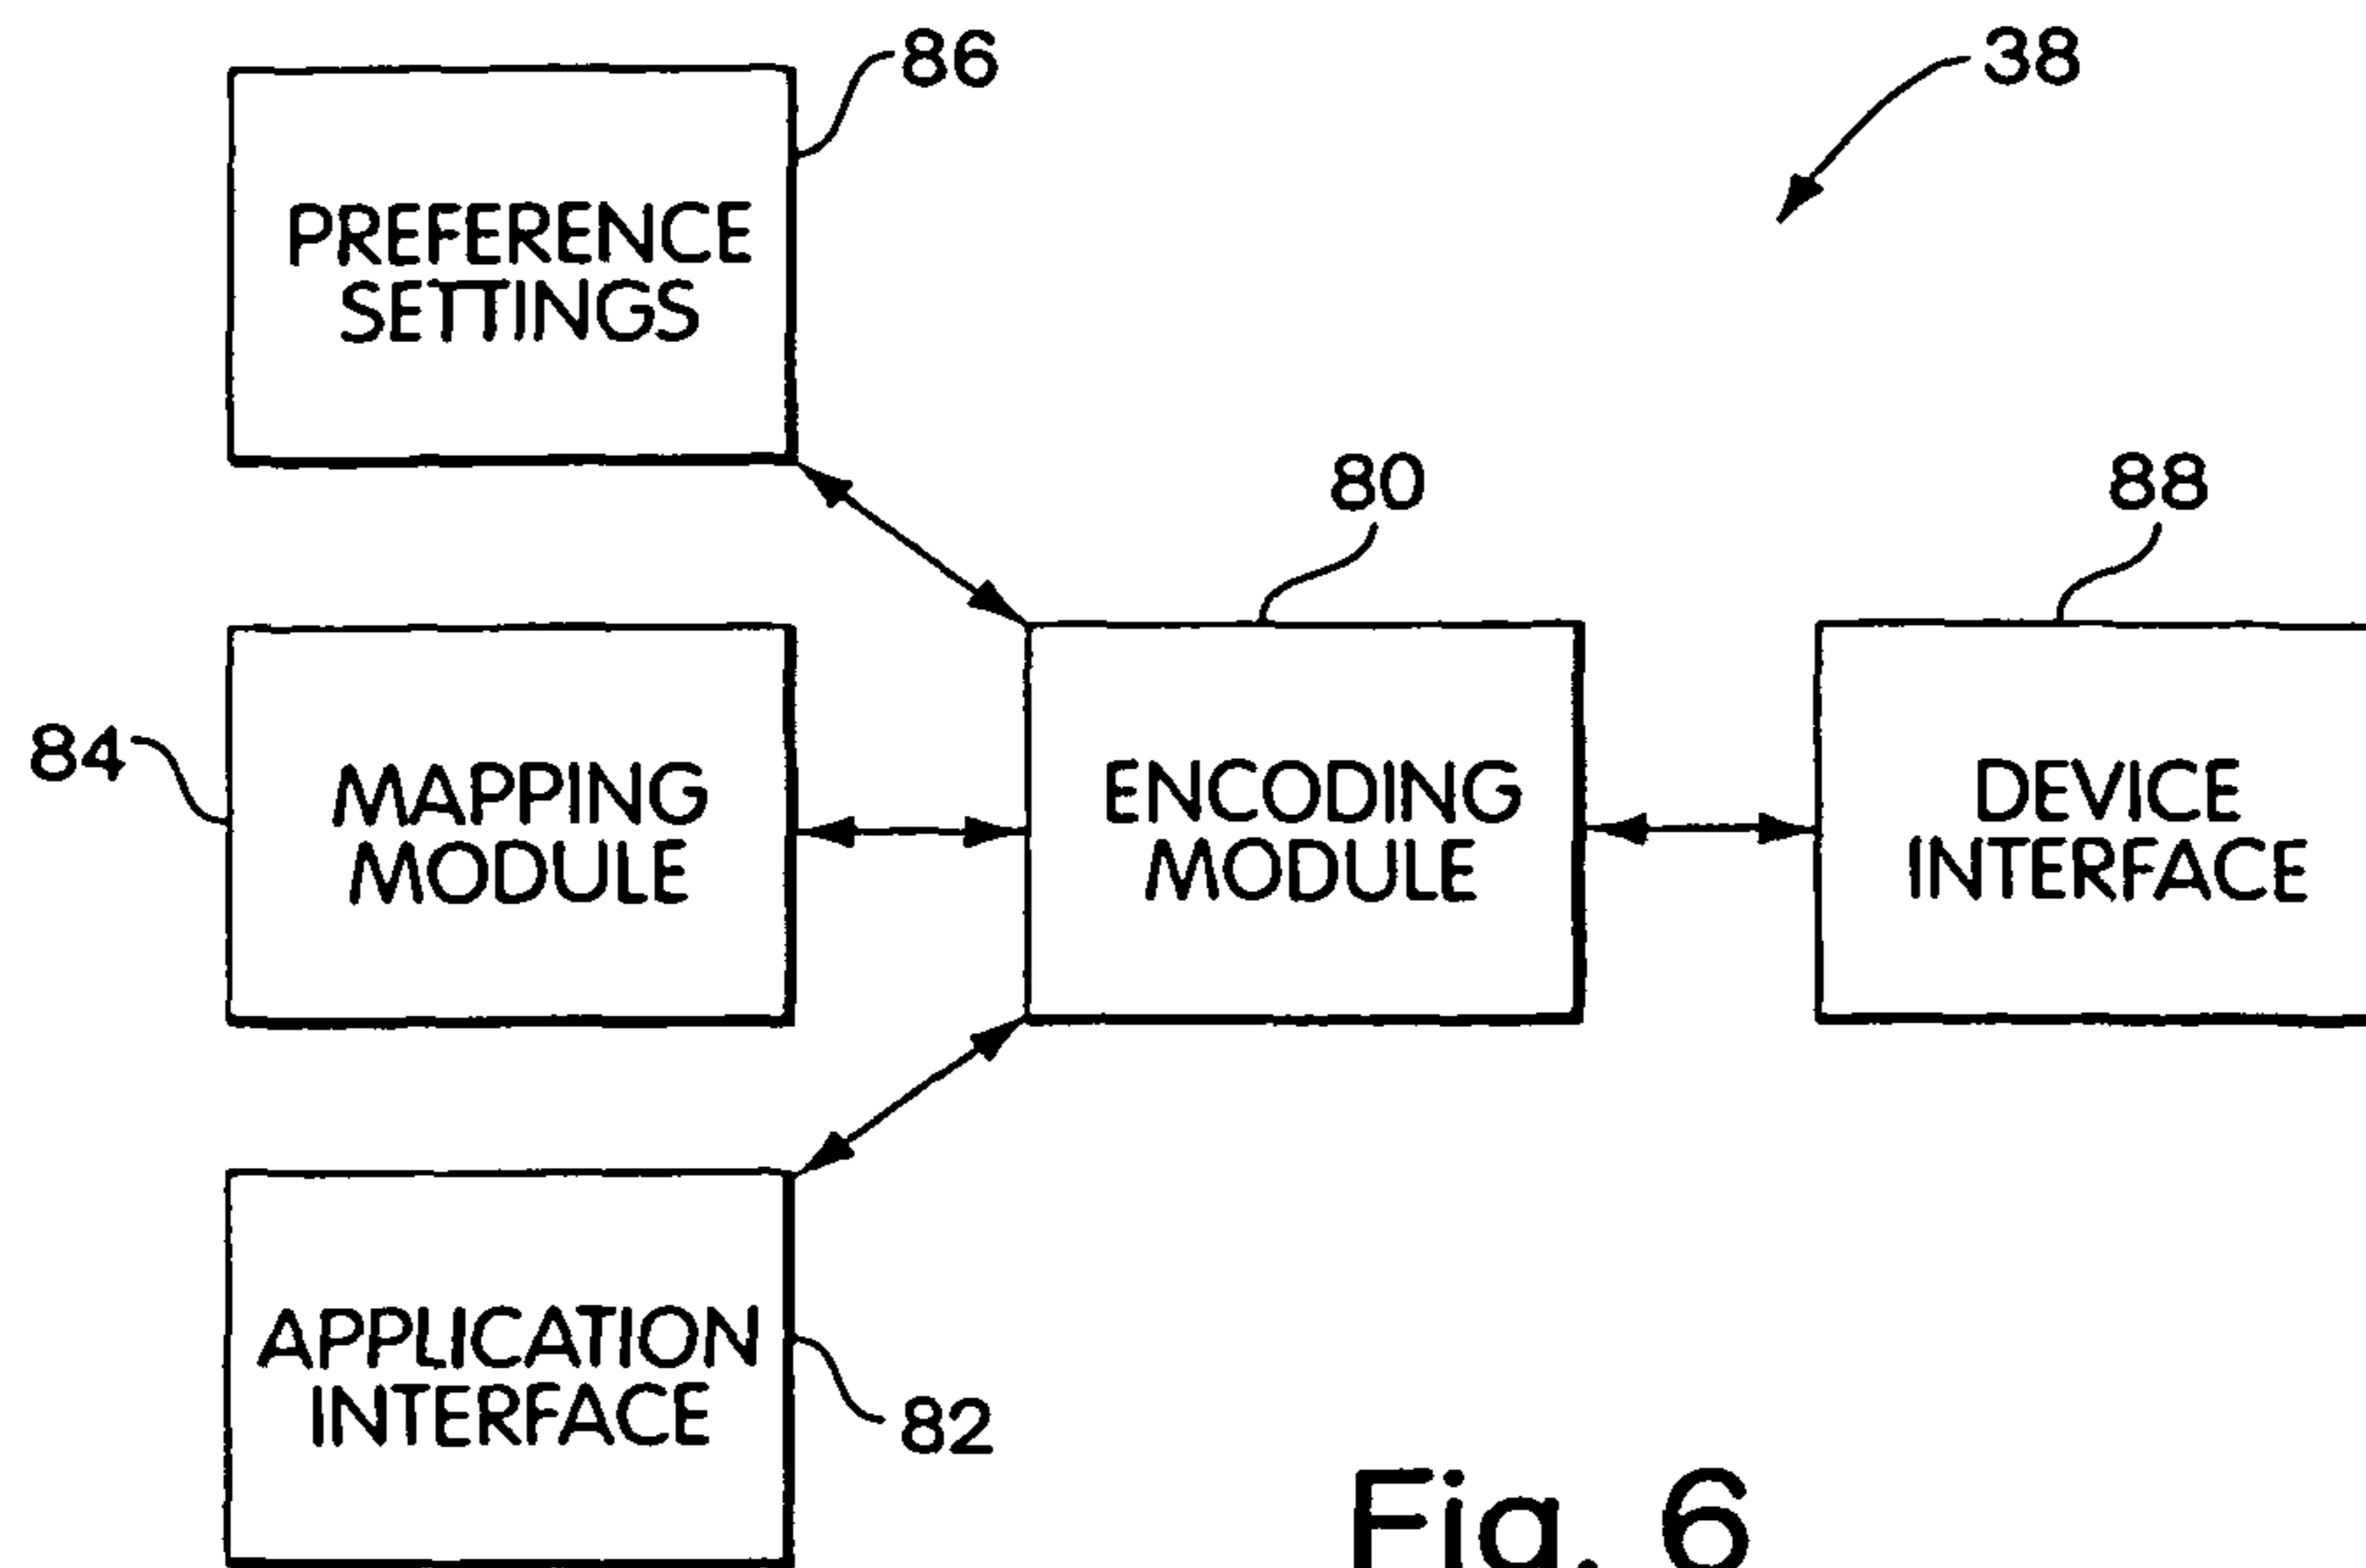 86
38
PREFERENCE
SETTINGS
80
88
84
MAPPING
MODULE
ENCODING
MODULE
DEVICE
INTERFACE
APPLICATION
INTERFACE
82
Fig. 6